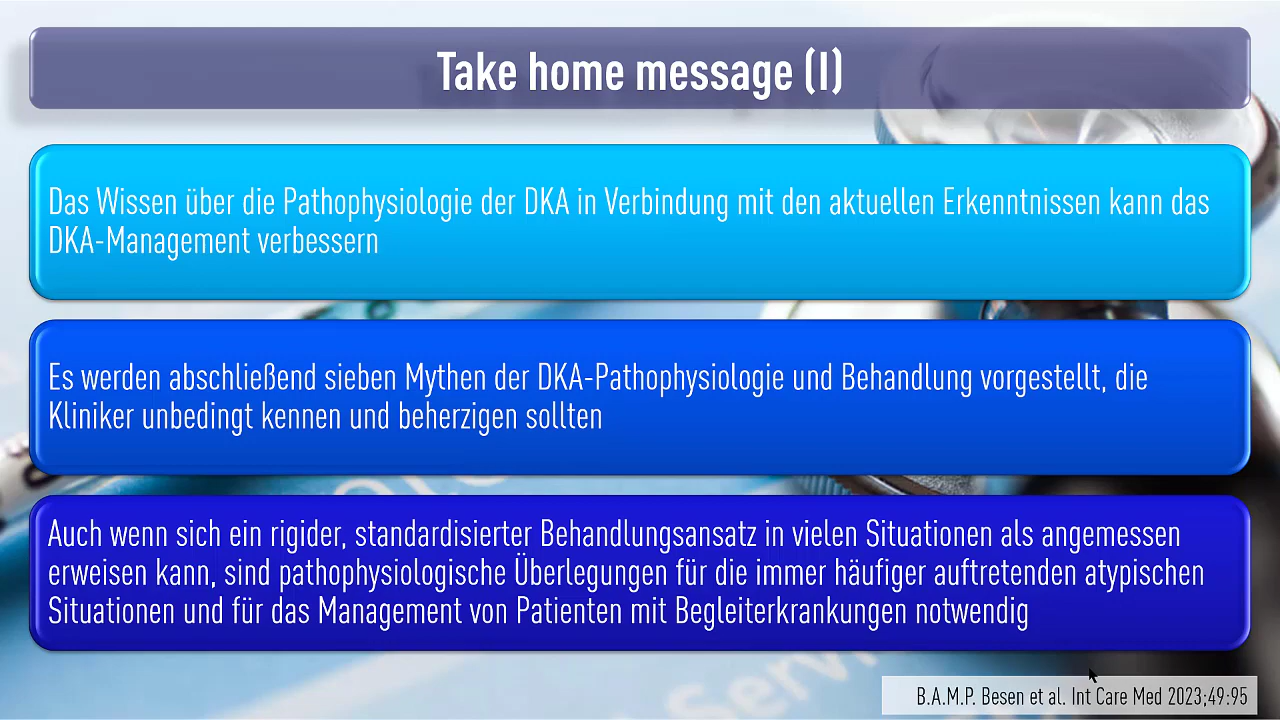 Take home message (I)
Das Wissen über die Pathophysiologie der DKA in Verbindung mit den aktuellen Erkenntnissen kann das
DKA-Management verbessern
Es werden abschließend sieben Mythen der DKA-Pathophysiologie und Behandlung vorgestellt, die
Kliniker unbedingt kennen und beherzigen sollten
Auch wenn sich ein rigider, standardisierter Behandlungsansatz in vielen Situationen als angemessen
erweisen kann, sind pathophysiologische Überlegungen für die immer häufiger auftretenden atypischen
Situationen und für das Management von Patienten mit Begleiterkrankungen notwendig
B.A.M.P. Besen et al. Int Care Med 2023;49:95